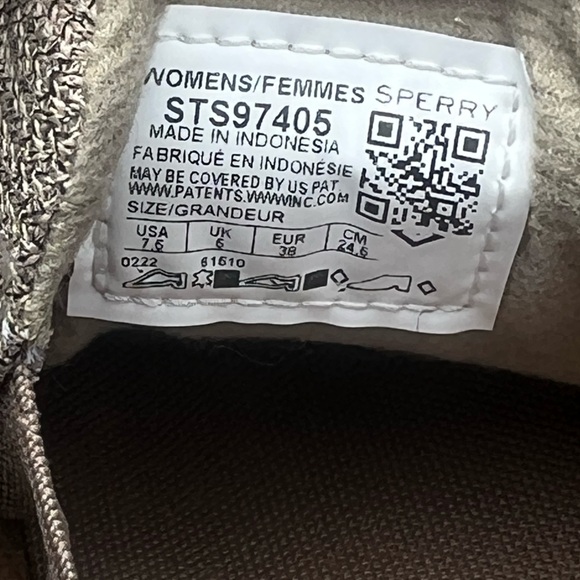 WOMENS/FEMMES SPERRY
STS97405
MADE IN INDONESIA
FABRIQUÉ EN INDONÉSIE
MAY BE COVERED BY US PAT.
WWW.PATENTS.WWWINC.COM
SIZE/GRANDEUR
USA UK EUR CM
7.5 6 38 24.5
0222 61610